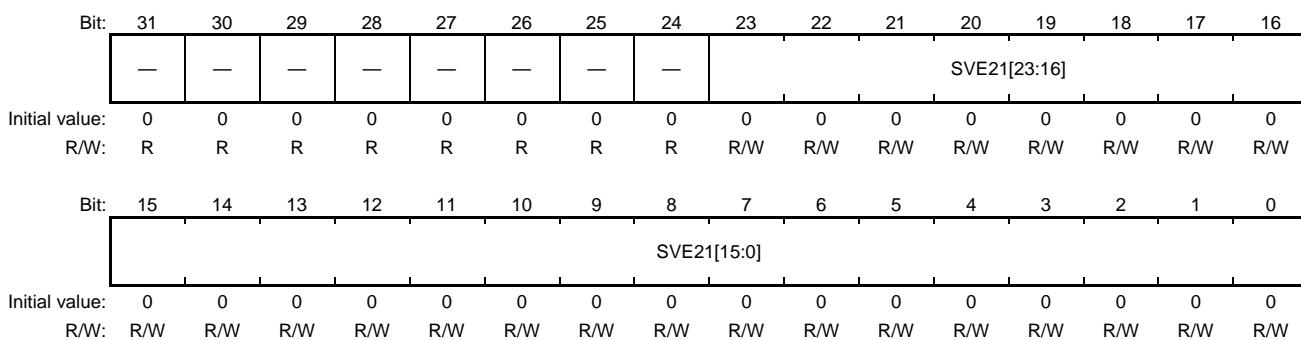 Bit: 31 30 29 28 27 26 25 24 23 22 21 20 19 18 17 16
— — — — — — — — SVE21[23:16]
Initial value: 0 0 0 0 0 0 0 0 0 0 0 0 0 0 0 0
R/W: R R R R R R R R R/W R/W R/W R/W R/W R/W R/W R/W
Bit: 15 14 13 12 11 10 9 8 7 6 5 4 3 2 1 0
SVE21[15:0]
Initial value: 0 0 0 0 0 0 0 0 0 0 0 0 0 0 0 0
R/W: R/W R/W R/W R/W R/W R/W R/W R/W R/W R/W R/W R/W R/W R/W R/W R/W